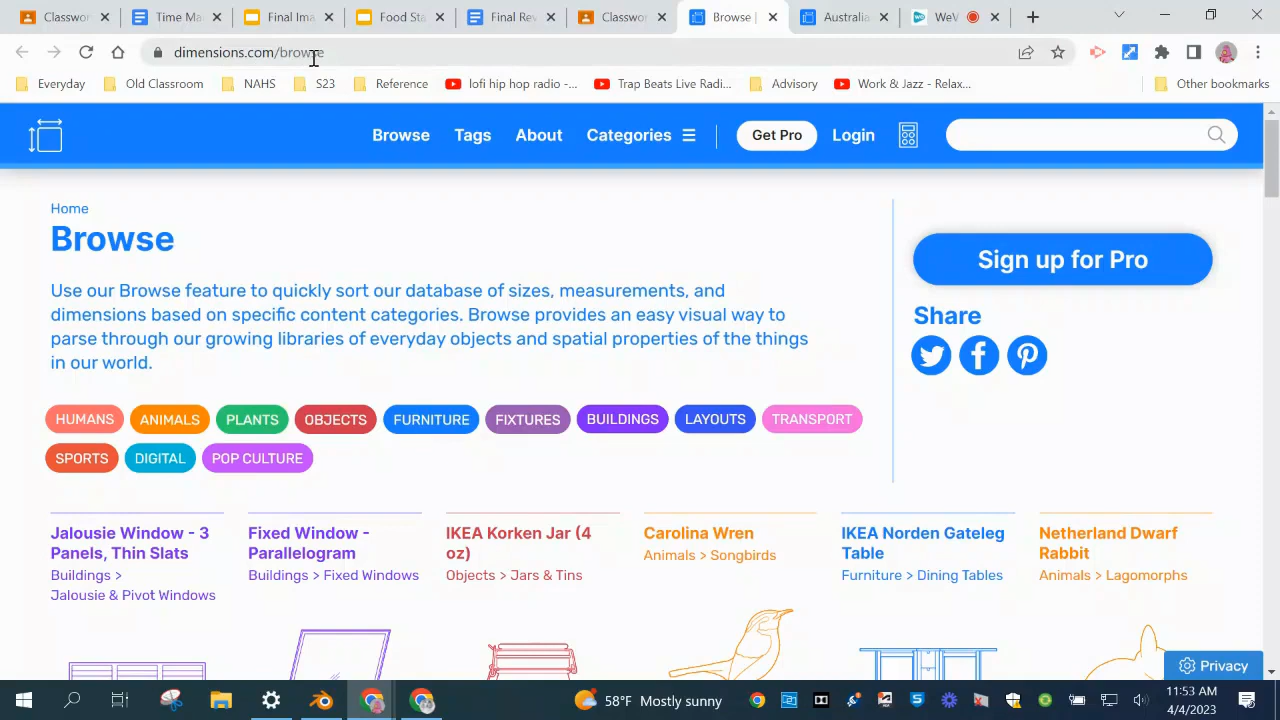 Classwor
Time Ma
Final Ima
Food Sta
Final Rev
Classwor
Browse |
Australia
WeV
dimensions.com/browse
Everyday
Old Classroom
NAHS
S23
Reference
lofi hip hop radio -...
Trap Beats Live Radi...
Advisory
Work & Jazz - Relax...
Other bookmarks
Browse
Tags
About
Categories
Get Pro
Login
Home
Browse
Use our Browse feature to quickly sort our database of sizes, measurements, and
dimensions based on specific content categories. Browse provides an easy visual way to
parse through our growing libraries of everyday objects and spatial properties of the things
in our world.
Sign up for Pro
Share
HUMANS
ANIMALS
PLANTS
OBJECTS
FURNITURE
FIXTURES
BUILDINGS
LAYOUTS
TRANSPORT
SPORTS
DIGITAL
POP CULTURE
Jalousie Window - 3
Panels, Thin Slats
Buildings >
Jalousie & Pivot Windows
Fixed Window -
Parallelogram
Buildings > Fixed Windows
IKEA Korken Jar (4
oz)
Objects > Jars & Tins
Carolina Wren
Animals > Songbirds
IKEA Norden Gateleg
Table
Furniture > Dining Tables
Netherland Dwarf
Rabbit
Animals > Lagomorphs
Privacy
58°F Mostly sunny
11:53 AM
4/4/2023